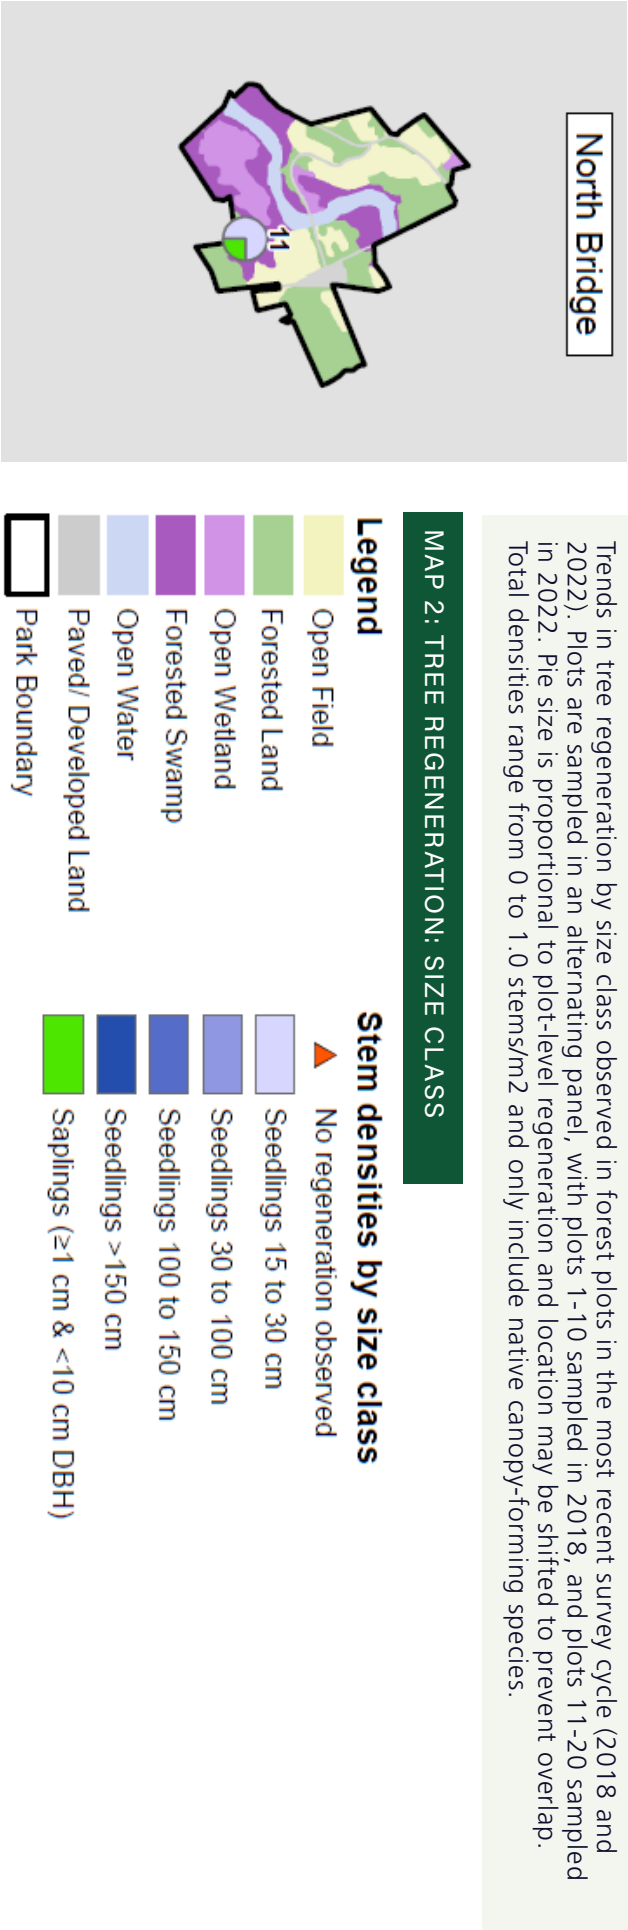 North Bridge
11
Trends in tree regeneration by size class observed in forest plots in the most recent survey cycle (2018 and
2022). Plots are sampled in an alternating panel, with plots 1-10 sampled in 2018, and plots 11-20 sampled
in 2022. Pie size is proportional to plot-level regeneration and location may be shifted to prevent overlap.
Total densities range from 0 to 1.0 stems/m2 and only include native canopy-forming species.
MAP 2: TREE REGENERATION: SIZE CLASS
Legend
Open Field
Forested Land
Open Wetland
Forested Swamp
Open Water
Paved/ Developed Land
Park Boundary
Stem densities by size class
No regeneration observed
Seedlings 15 to 30 cm
Seedlings 30 to 100 cm
Seedlings 100 to 150 cm
Seedlings >150 cm
Saplings (≥1 cm & <10 cm DBH)